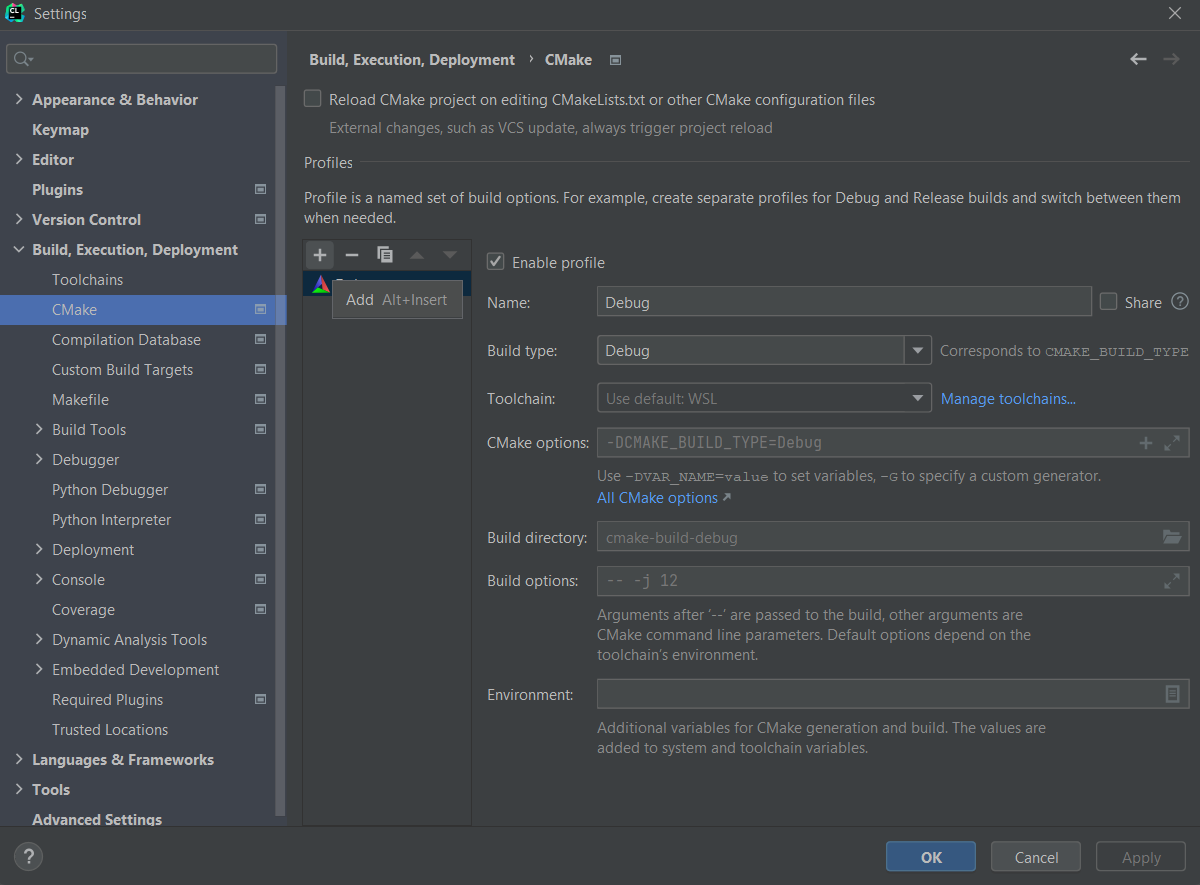 CL
Settings
Appearance & Behavior
Keymap
Editor
Plugins
Version Control
Build, Execution, Deployment
Toolchains
CMake
Compilation Database
Custom Build Targets
Makefile
Build Tools
Debugger
Python Debugger
Python Interpreter
Deployment
Console
Coverage
Dynamic Analysis Tools
Embedded Development
Required Plugins
Trusted Locations
Languages & Frameworks
Tools
Advanced Settings
Build, Execution, Deployment › CMake
Reload CMake project on editing CMakeLists.txt or other CMake configuration files
External changes, such as VCS update, always trigger project reload
Profiles
Profile is a named set of build options. For example, create separate profiles for Debug and Release builds and switch between them
when needed.
Add Alt+Insert
Enable profile
Name: Debug Share ?
Build type: Debug Corresponds to CMAKE_BUILD_TYPE
Toolchain: Use default: WSL Manage toolchains...
CMake options: -DCMAKE_BUILD_TYPE=Debug
Use -DVAR_NAME=value to set variables, -G to specify a custom generator.
All CMake options ↗
Build directory: cmake-build-debug
Build options: -- -j 12
Arguments after '--' are passed to the build, other arguments are
CMake command line parameters. Default options depend on the
toolchain's environment.
Environment:
Additional variables for CMake generation and build. The values are
added to system and toolchain variables.
? OK Cancel Apply